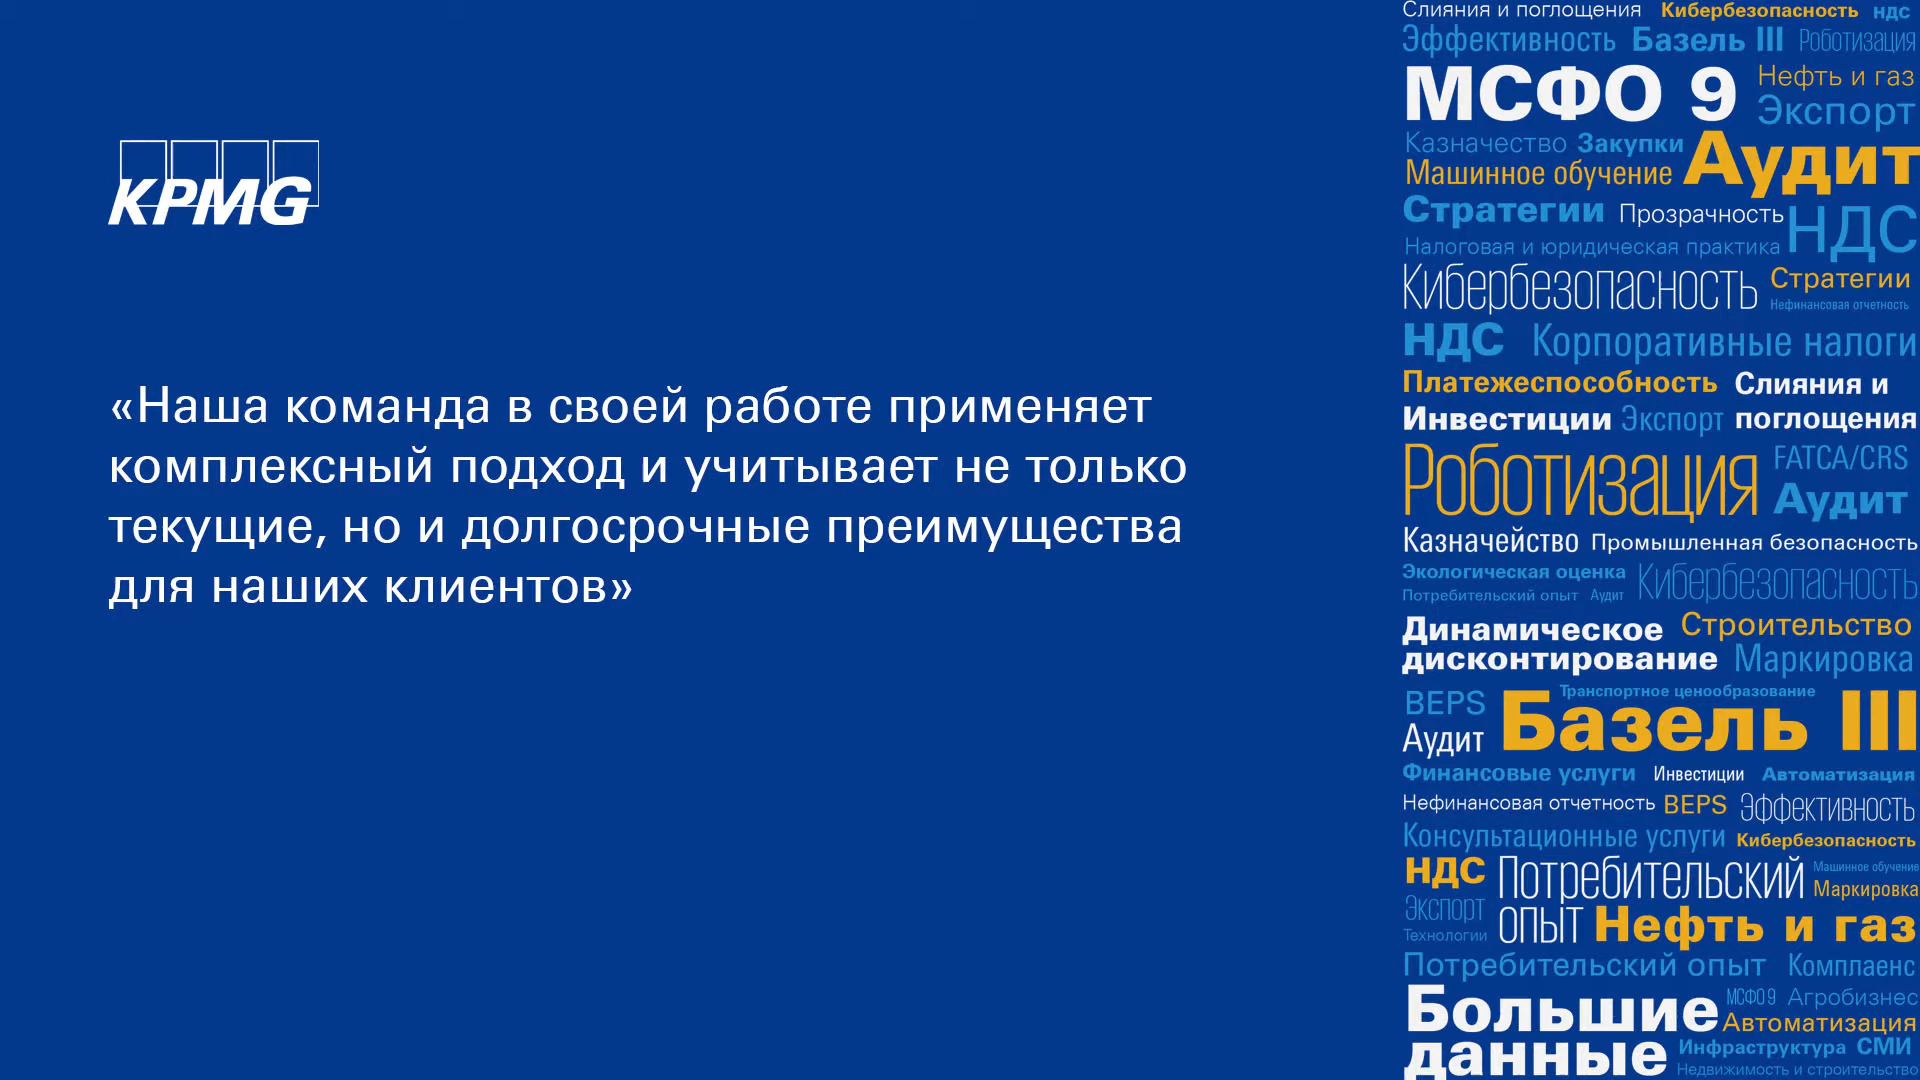 KPMG
«Наша команда в своей работе применяет
комплексный подход и учитывает не только
текущие, но и долгосрочные преимущества
для наших клиентов»
Слияния и поглощения Кибербезопасность НДС
Эффективность Базель III Роботизация
МСФО 9 Нефть и газ
Экспорт
Казначество Закупки Аудит
Машинное обучение
Стратегии Прозрачность НДС
Налоговая и юридическая практика
Кибербезопасность Стратегии
Нефинансовая отчетность
НДС Корпоративные налоги
Платежеспособность Слияния и
Инвестиции Экспорт поглощения
Роботизация FATCA/CRS
Аудит
Казначейство Промышленная безопасность
Экологическая оценка Кибербезопасность
Потребительский опыт Аудит
Динамическое Строительство
дисконтирование Маркировка
BEPS Транспортное ценообразование
Аудит Базель III
Финансовые услуги Инвестиции Автоматизация
Нефинансовая отчетность BEPS Эффективность
Консультационные услуги Кибербезопасность
НДС Потребительский Машинное обучение
Маркировка
Экспорт опыт Нефть и газ
Технологии
Потребительский опыт Комплаенс
Большие МСФО 9 Агробизнес
Автоматизация
данные Инфраструктура СМИ
Недвижимость и строительство